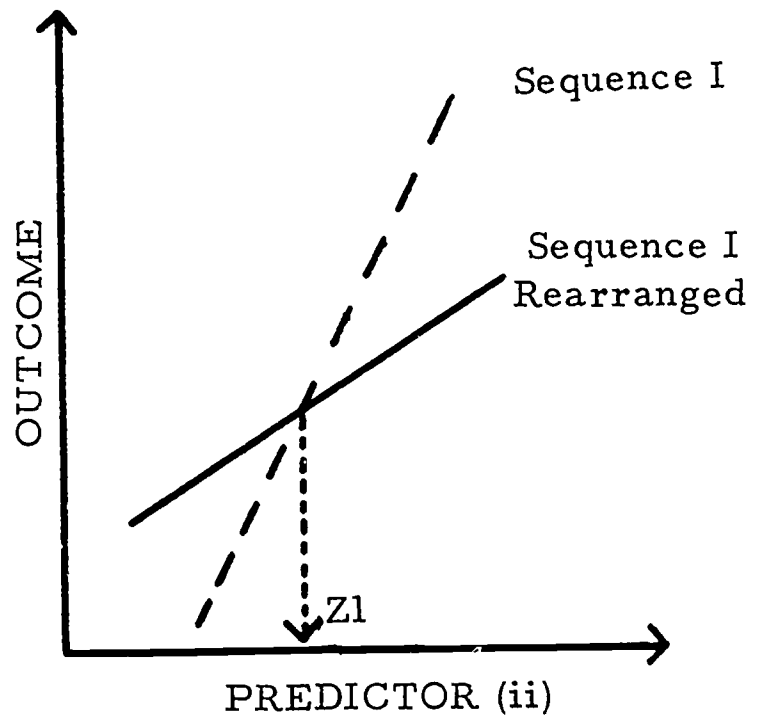 Sequence I
Sequence I
Rearranged
OUTCOME
Z1
PREDICTOR (ii)